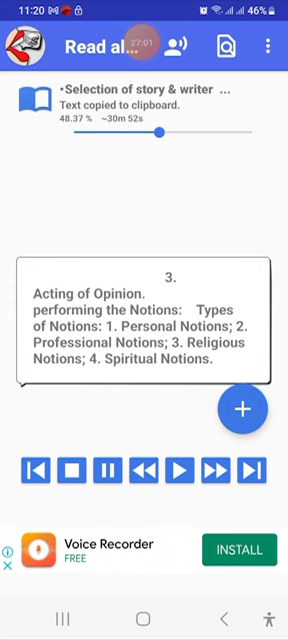 11:20 46%
Read al... 27:01
•Selection of story & writer ...
Text copied to clipboard.
48.37 % ~30m 52s
3.
Acting of Opinion.
performing the Notions: Types
of Notions: 1. Personal Notions; 2.
Professional Notions; 3. Religious
Notions; 4. Spiritual Notions.
+
Voice Recorder
FREE
INSTALL